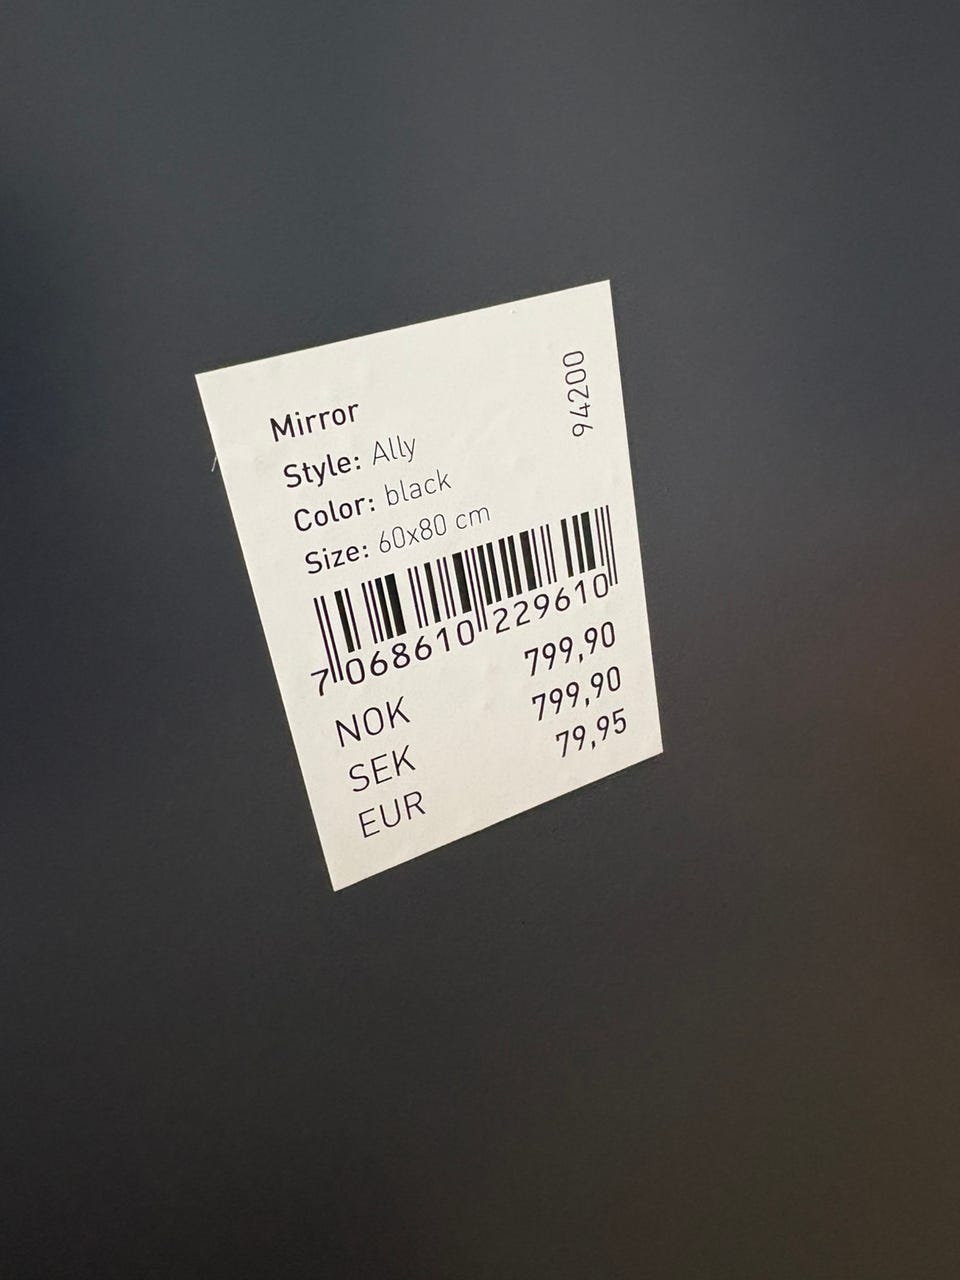 94200
Mirror
Style: Ally
Color: black
Size: 60x80 cm
7 068610 229610
NOK 799,90
SEK 799,90
EUR 79,95